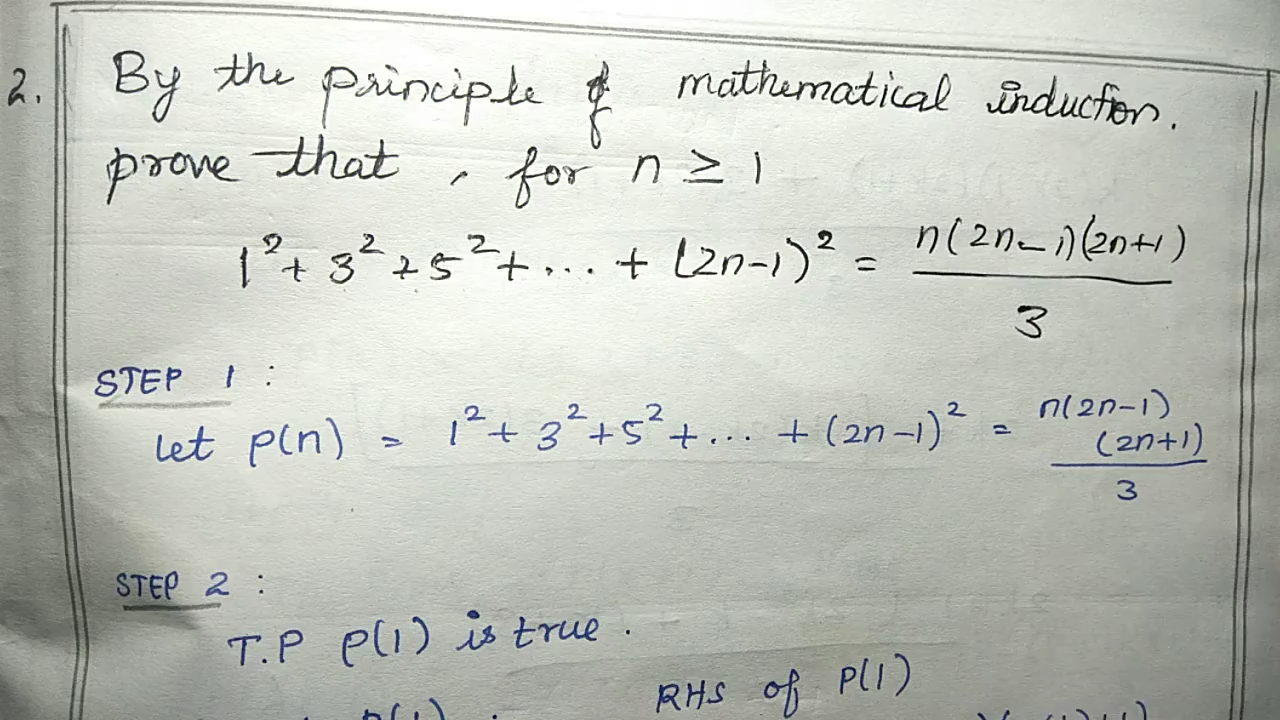 2. By the principle of mathematical induction.
prove that, for n ≥ 1
1² + 3² + 5² + ... + (2n-1)² = n(2n-1)(2n+1)
3
STEP 1 :
let p(n) = 1² + 3² + 5² + ... + (2n-1)² = n(2n-1)
(2n+1)
3
STEP 2 :
T.P P(1) is true.
RHS of P(1)
P(1)